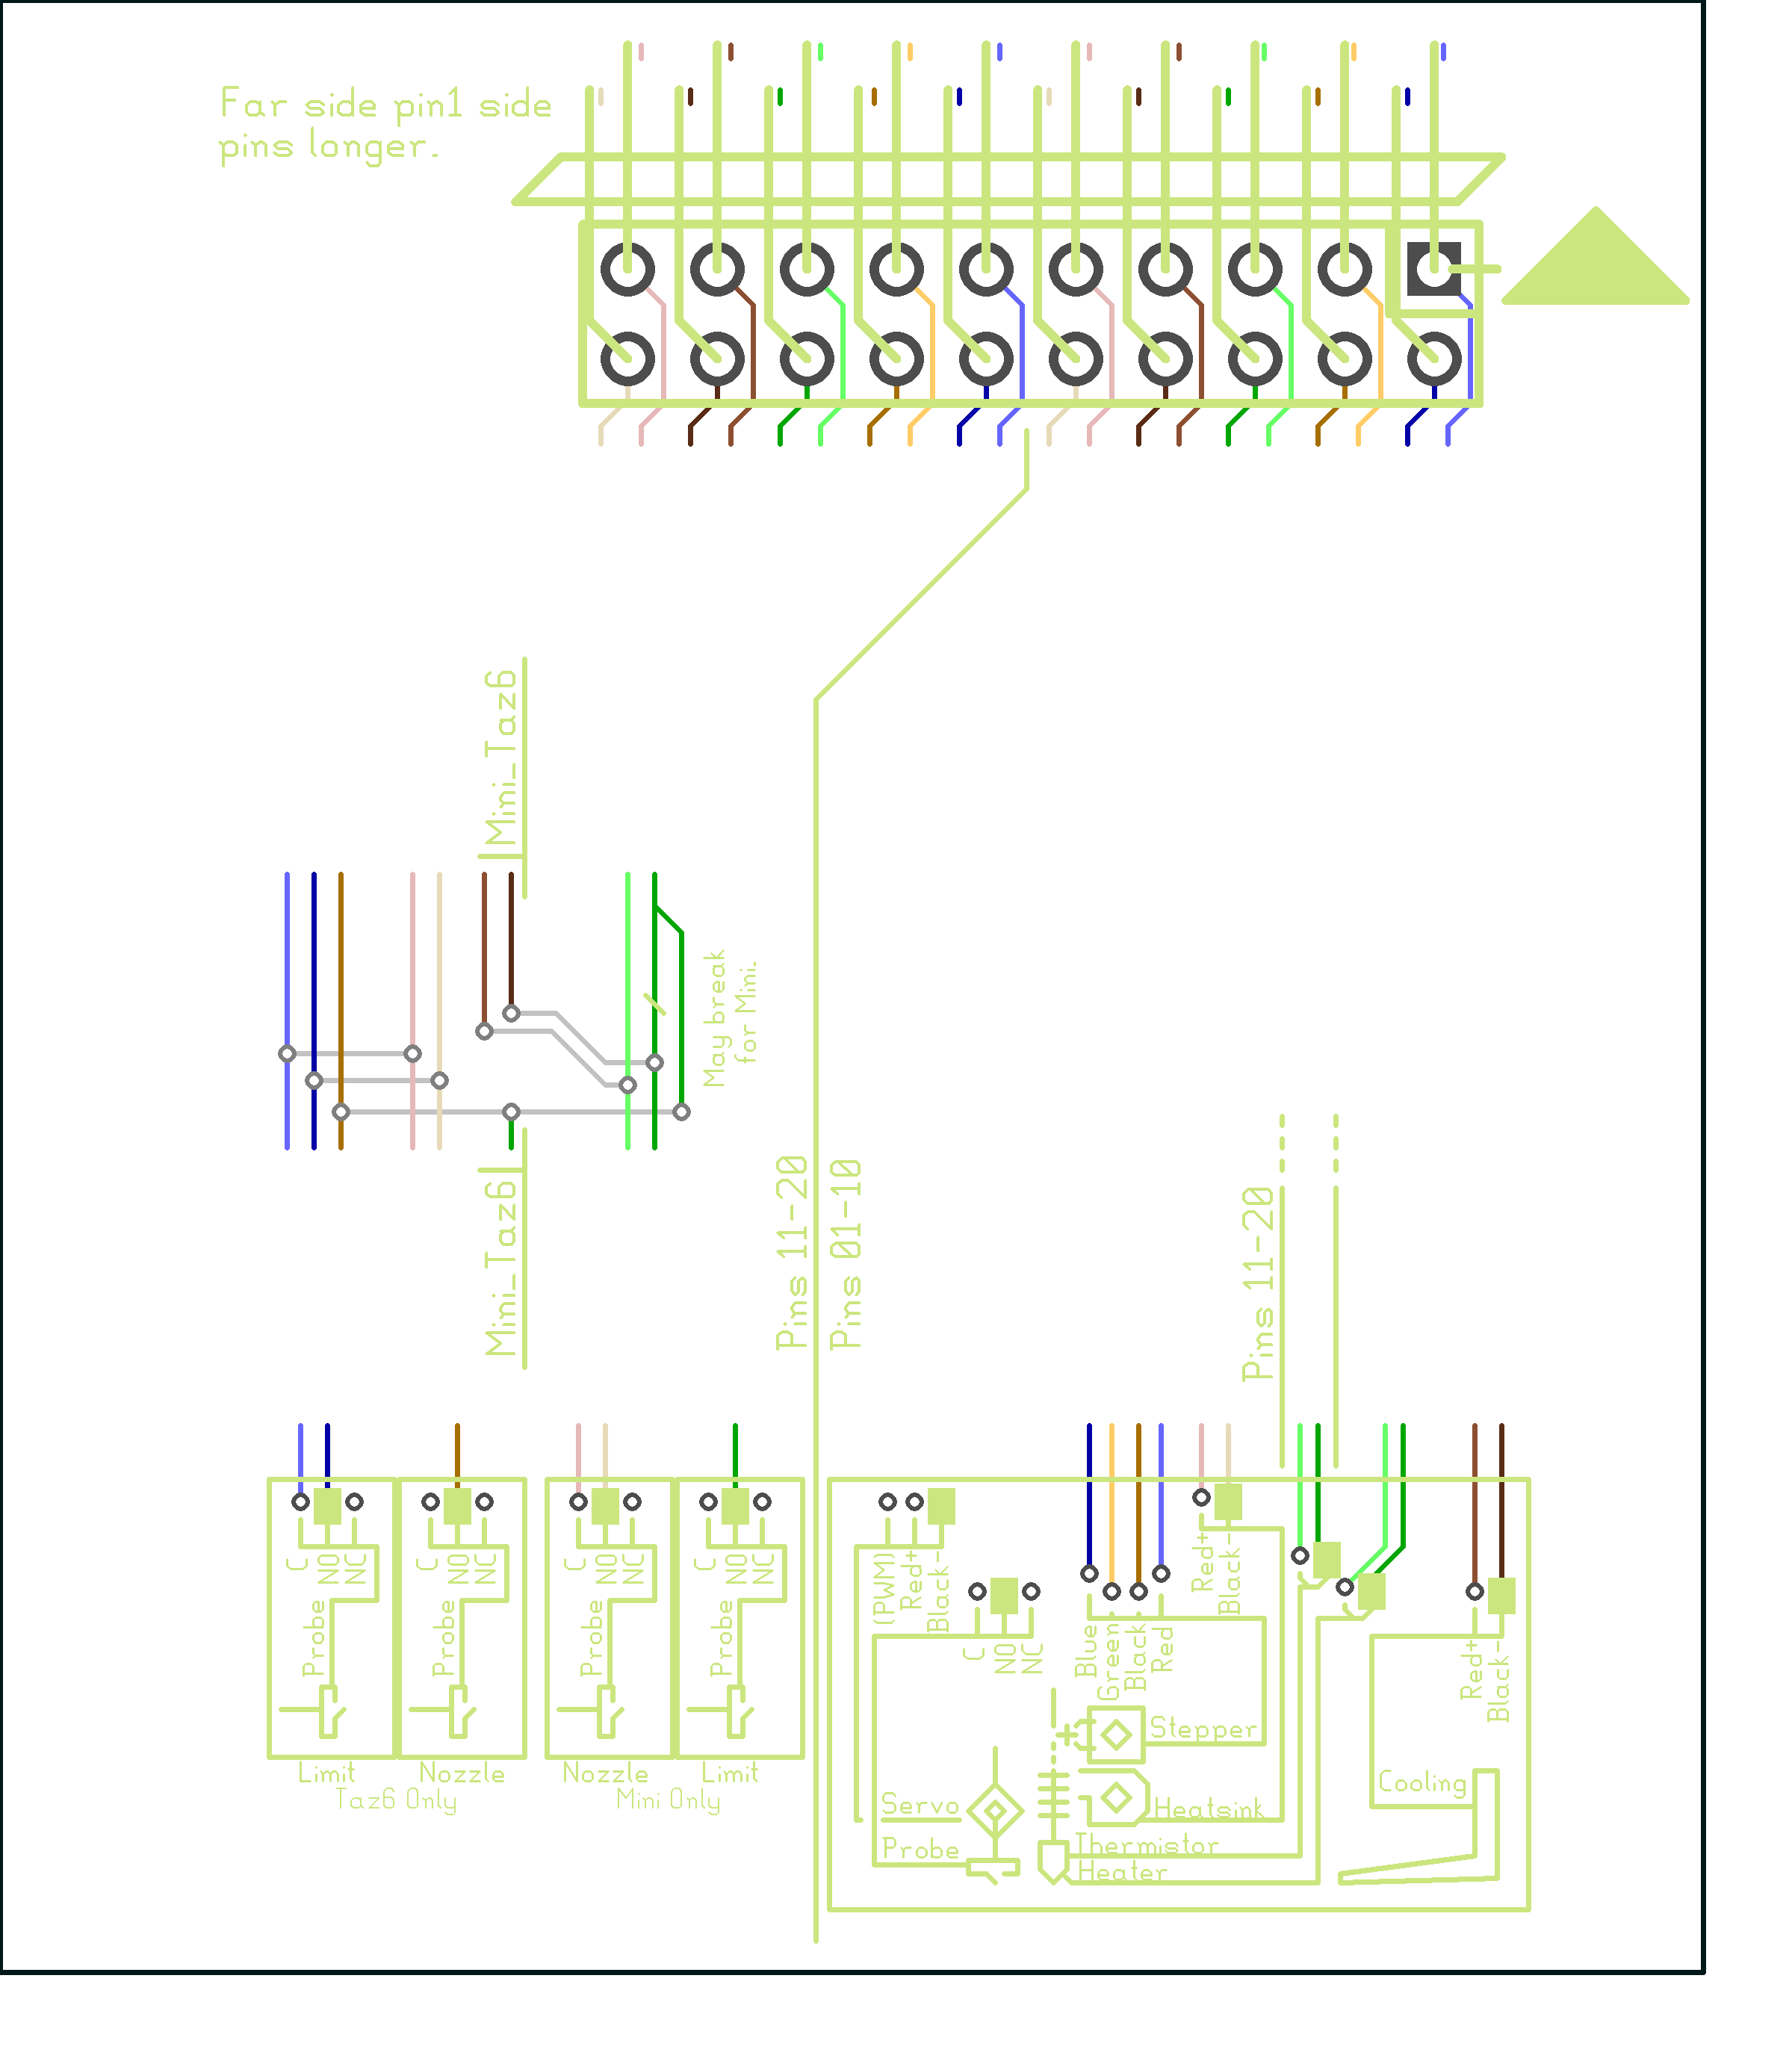 Far side pin1 side
pins longer.
Mini_Taz6
May break
for Mini.
Mini_Taz6
Pins 11-20
Pins 01-10
Pins 11-20
C
NO
NC
Probe
Limit
C
NO
NC
Probe
Nozzle
Taz6 Only
C
NO
NC
Probe
Nozzle
C
NO
NC
Probe
Limit
Mini Only
(PWM)
Red+
Black-
C
NO
NC
Blue
Green
Black
Red
Red+
Black-
Red+
Black-
Stepper
Servo
Heatsink
Cooling
Probe
Thermistor
Heater